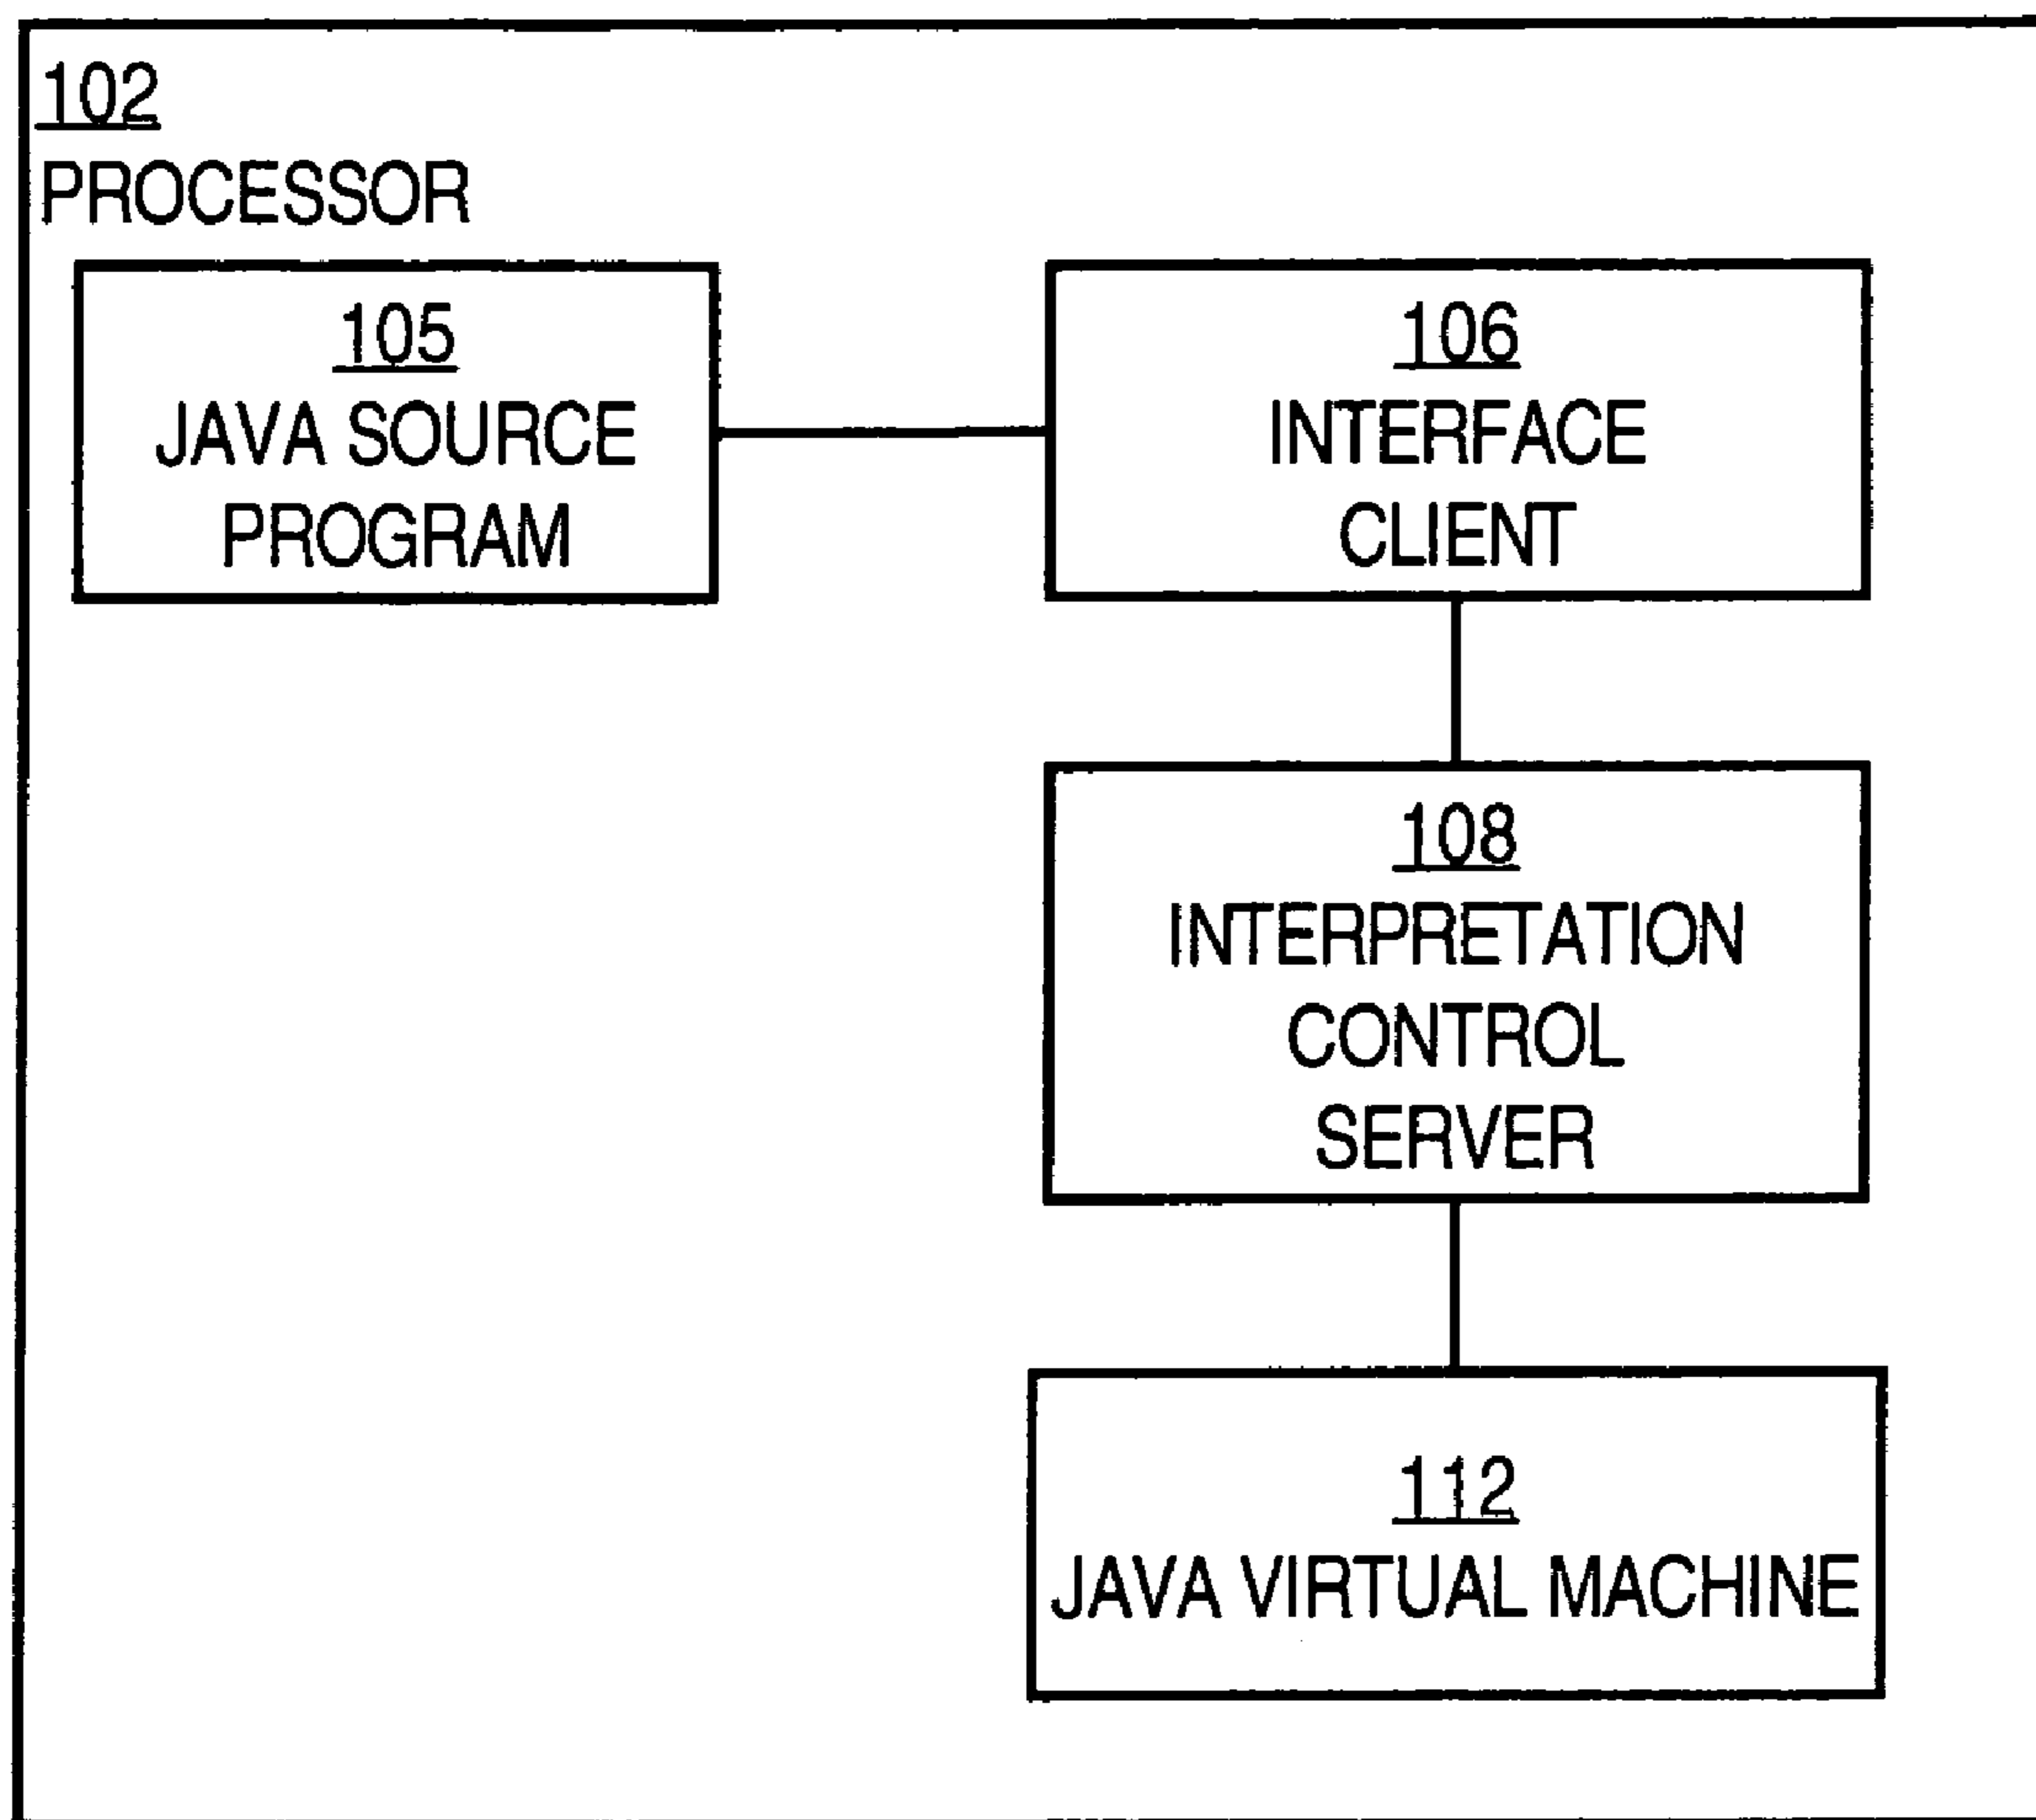 102
PROCESSOR
105
JAVA SOURCE
PROGRAM
106
INTERFACE
CLIENT
108
INTERPRETATION
CONTROL
SERVER
112
JAVA VIRTUAL MACHINE